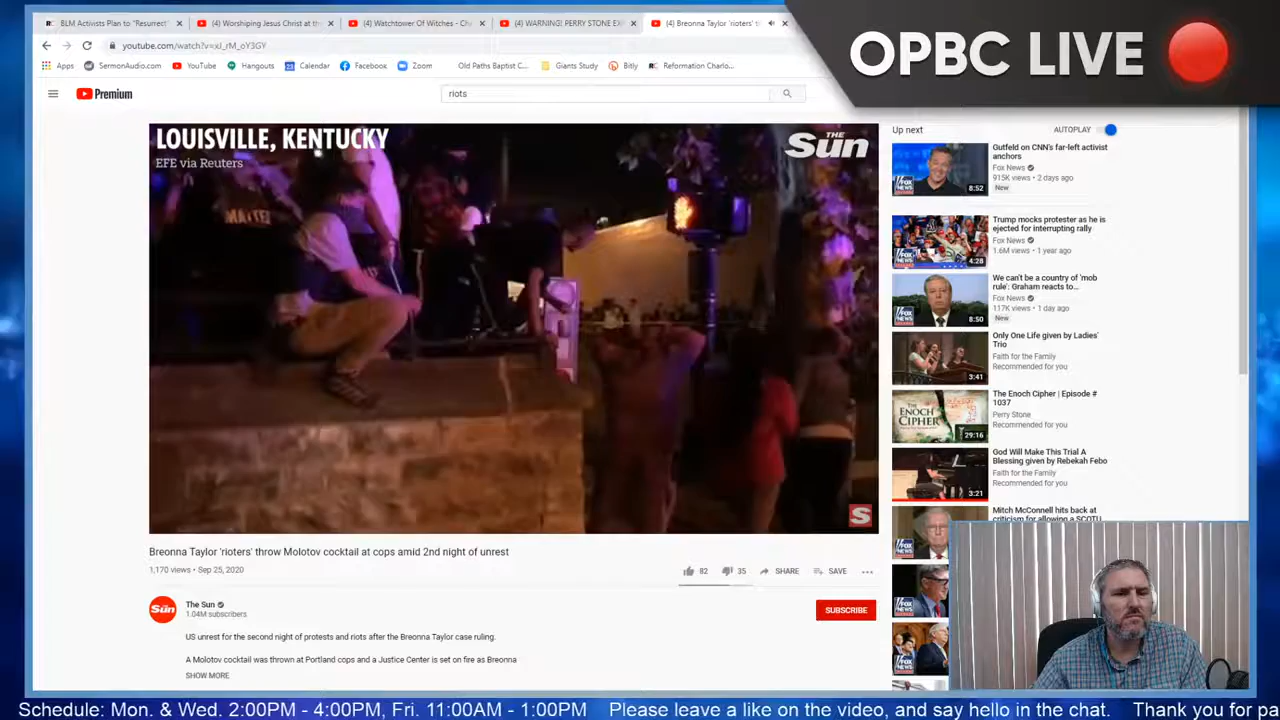 BLM Activists Plan to "Resurrect"
(4) Worshiping Jesus Christ at th
(4) Watchtower Of Witches - Ch
(4) WARNING! PERRY STONE EX
(4) Breonna Taylor 'rioters' t
OPBC LIVE
youtube.com/watch?v=xJ_rM_oY3GY
Apps
SermonAudio.com
YouTube
Hangouts
Calendar
Facebook
Zoom
Old Paths Baptist C...
Giants Study
Bitly
Reformation Charlo...
Premium
riots
LOUISVILLE, KENTUCKY
EFE via Reuters
THE Sun
S
Breonna Taylor 'rioters' throw Molotov cocktail at cops amid 2nd night of unrest
1,170 views • Sep 25, 2020
82
35
SHARE
SAVE
The Sun
1.04M subscribers
SUBSCRIBE
US unrest for the second night of protests and riots after the Breonna Taylor case ruling.
A Molotov cocktail was thrown at Portland cops and a Justice Center is set on fire as Breonna
SHOW MORE
Up next
AUTOPLAY
Gutfeld on CNN's far-left activist
anchors
Fox News
915K views • 2 days ago
New
8:52
Trump mocks protester as he is
ejected for interrupting rally
Fox News
1.6M views • 1 year ago
4:28
We can't be a country of 'mob
rule': Graham reacts to...
Fox News
117K views • 1 day ago
New
8:50
Only One Life given by Ladies'
Trio
Faith for the Family
Recommended for you
3:41
The Enoch Cipher | Episode #
1037
Perry Stone
Recommended for you
THE ENOCH CIPHER
29:16
God Will Make This Trial A
Blessing given by Rebekah Febo
Faith for the Family
Recommended for you
3:21
Mitch McConnell hits back at
criticism for allowing a SCOTU
Schedule: Mon. & Wed. 2:00PM - 4:00PM, Fri. 11:00AM - 1:00PM Please leave a like on the video, and say hello in the chat. Thank you for pa